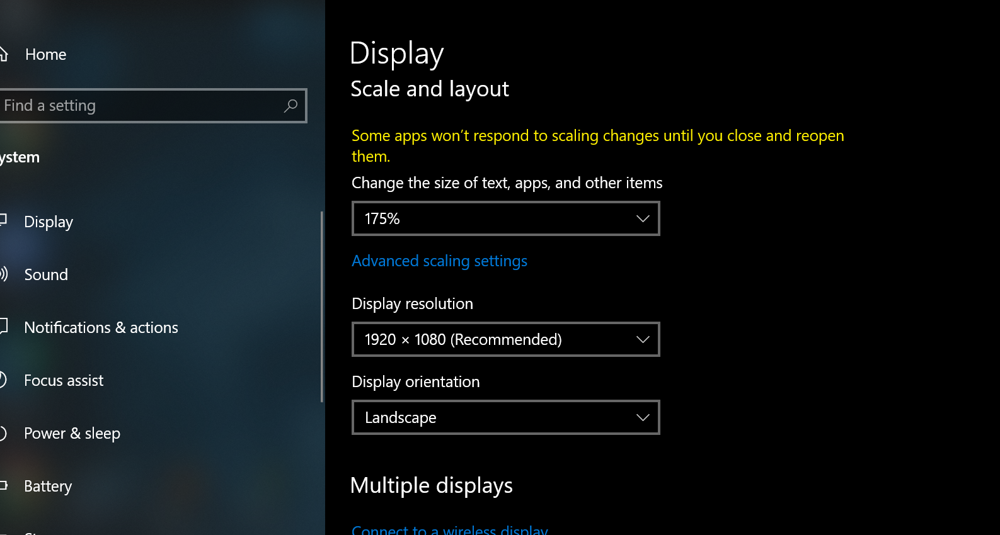 Home
Find a setting
ystem
Display
Sound
Notifications & actions
Focus assist
Power & sleep
Battery
Display
Scale and layout
Some apps won’t respond to scaling changes until you close and reopen
them.
Change the size of text, apps, and other items
175%
Advanced scaling settings
Display resolution
1920 × 1080 (Recommended)
Display orientation
Landscape
Multiple displays
Connect to a wireless display